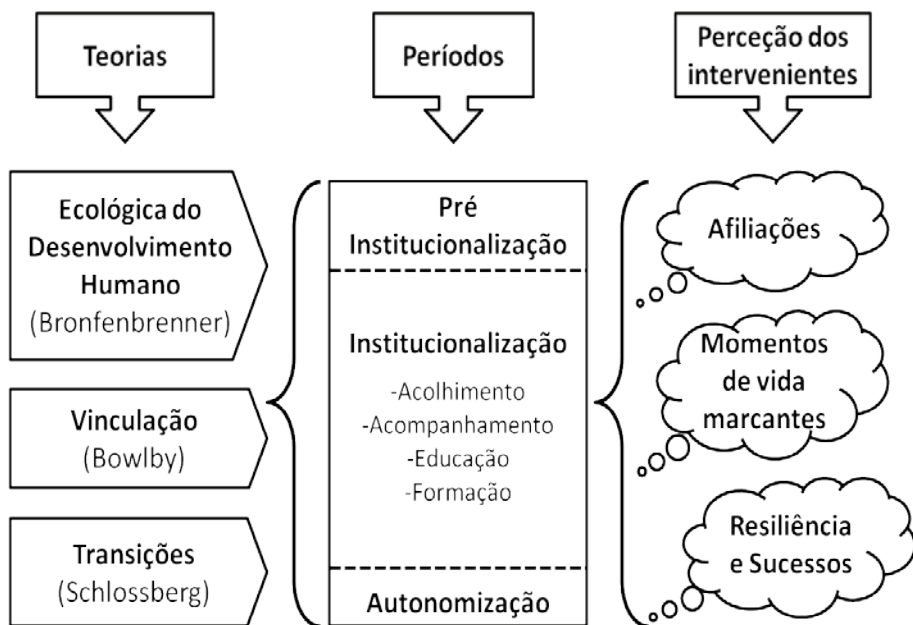 Teorias
Ecológica do
Desenvolvimento
Humano
(Bronfenbrenner)
Vinculação
(Bowlby)
Transições
(Schlossberg)
Períodos
Pré
Institucionalização
Institucionalização
-Acolhimento
-Acompanhamento
-Educação
-Formação
Autonomização
Perceção dos
intervenientes
Afiliações
Momentos
de vida
marcantes
Resiliência
e Sucessos